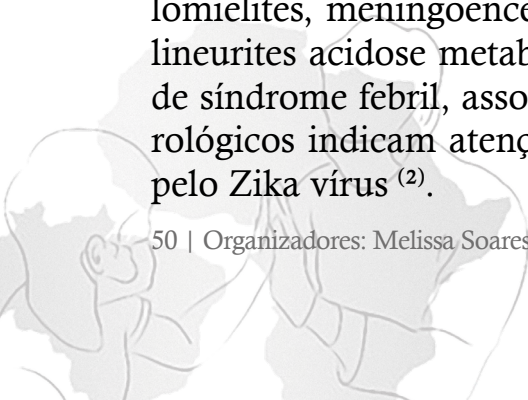 lomielites, meningoence
lineurites acidose metab
de síndrome febril, asso
rológicos indicam atenç
pelo Zika vírus (2).
50 | Organizadores: Melissa Soares